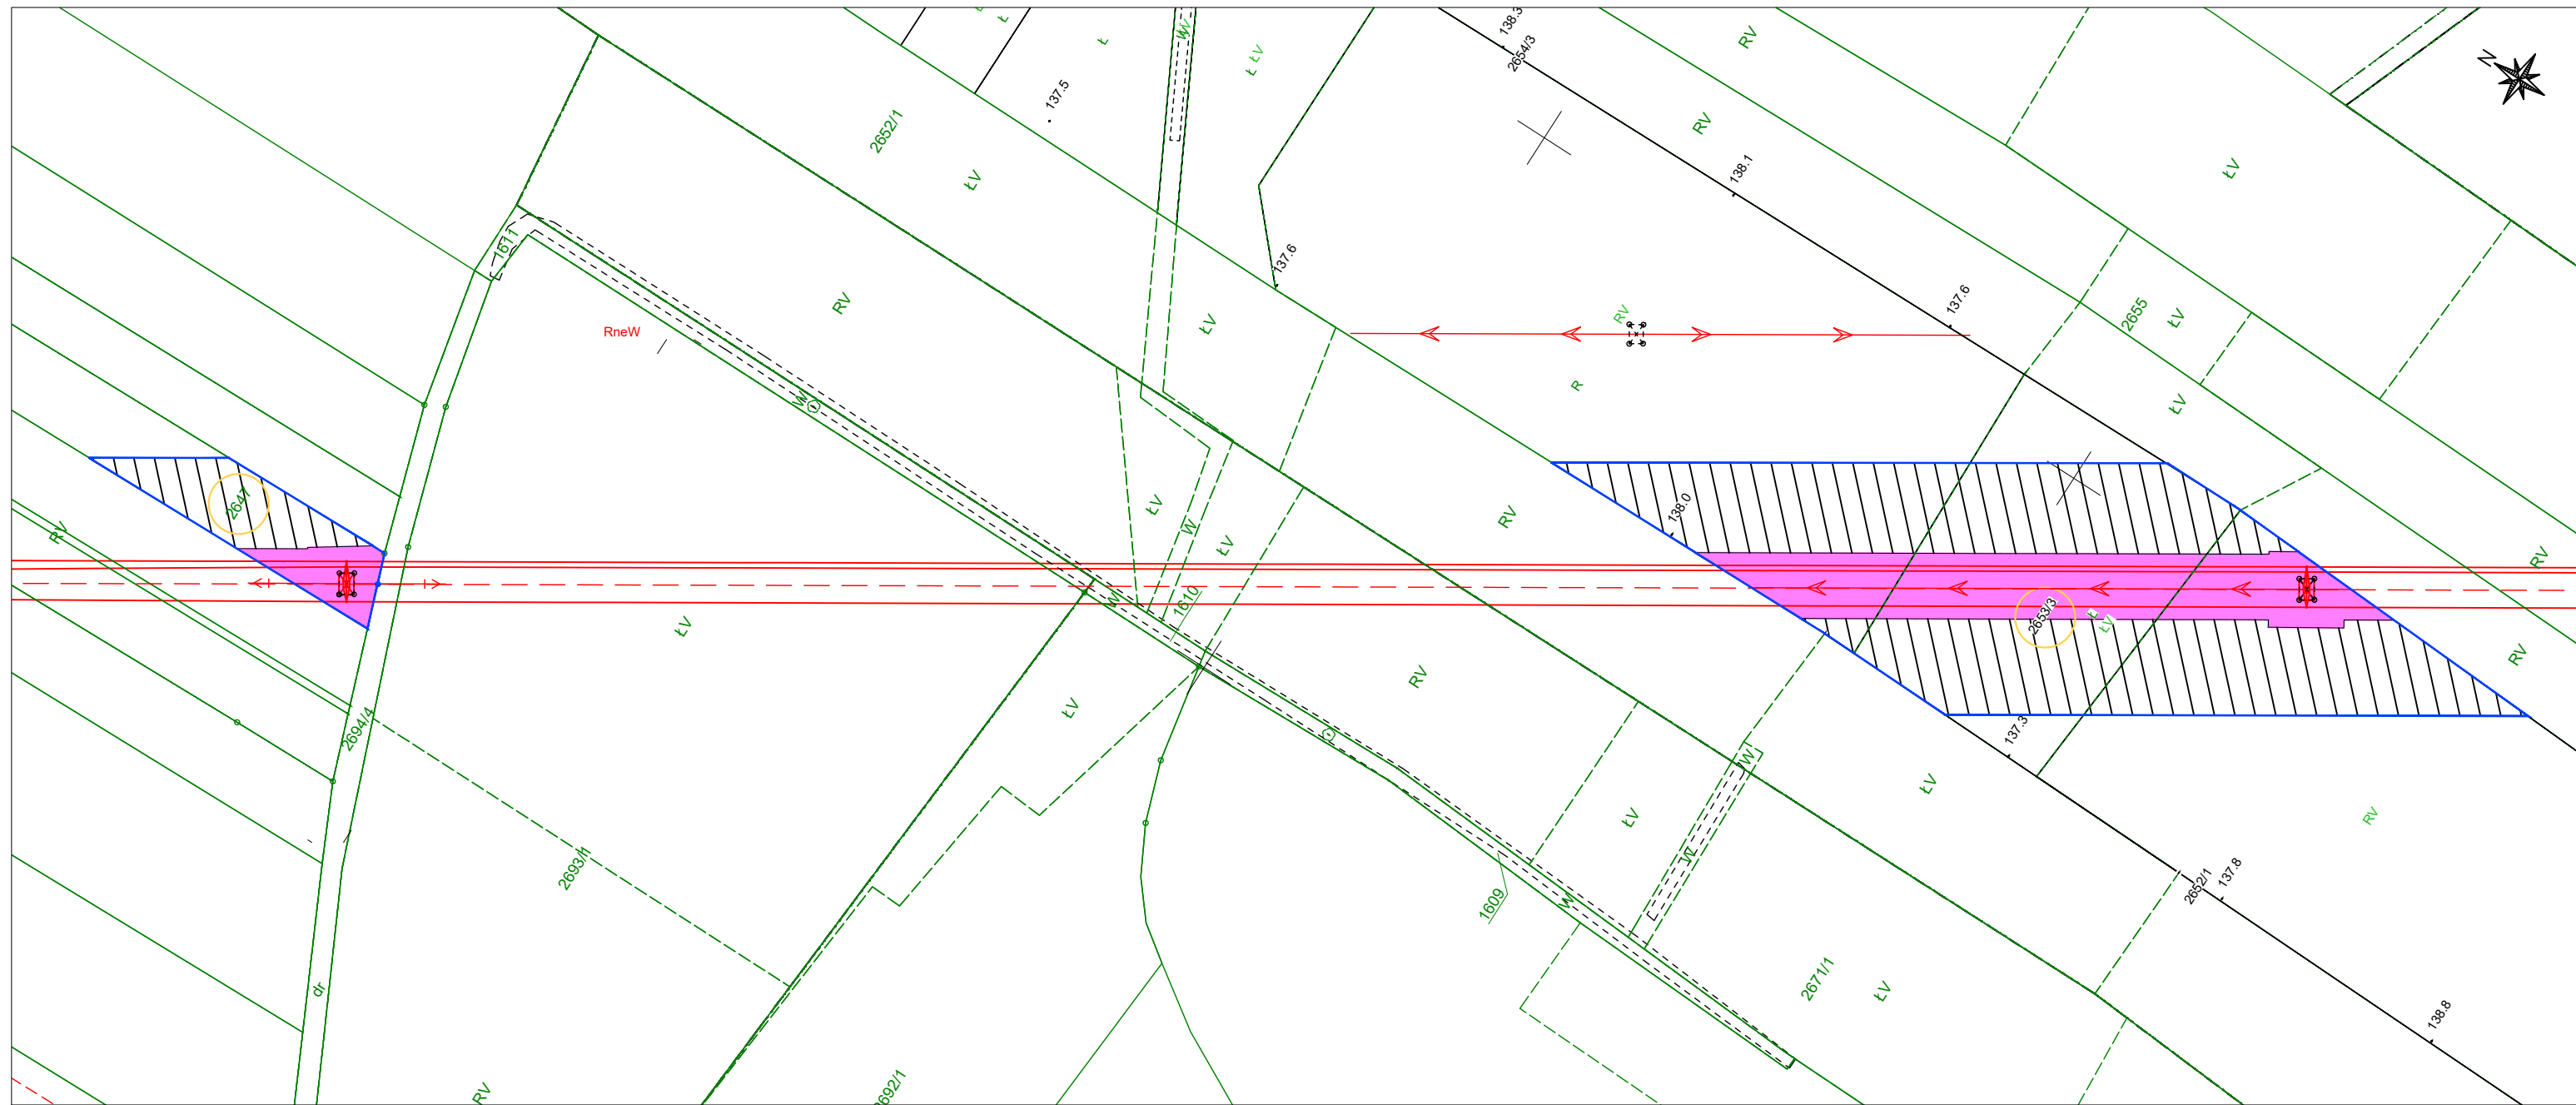 Ł
Ł
W
Ł ŁV
138.3
2654/3
RV
N
137.5
2652/1
RV
ŁV
138.1
ŁV
1611
137.6
RV
ŁV
RV
137.6
2655
ŁV
RneW
R
W
ŁV
2647
RV
ŁV
W
ŁV
RV
138.0
RV
1610
W
2653/3
Ł
ŁV
ŁV
RV
RV
ŁV
2694/4
137.3
W
ŁV
ŁV
RV
2693/1
W
1609
W
2652/1
137.8
dr
2671/1
ŁV
138.8
RV
2692/1